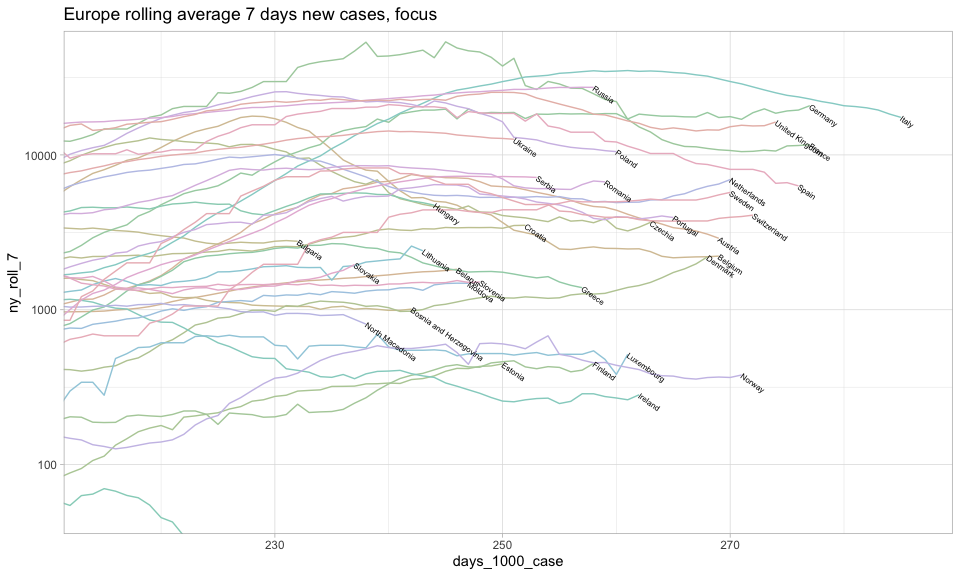 Europe rolling average 7 days new cases, focus
ny_roll_7
10000
1000
100
Russia
Germany
Italy
United Kingdom
France
Ukraine
Poland
Spain
Serbia
Romania
Netherlands
Sweden
Switzerland
Hungary
Portugal
Czechia
Croatia
Austria
Bulgaria
Lithuania
Belgium
Denmark
Slovakia
Slovenia
Moldova
Greece
Bosnia and Herzegovina
North Macedonia
Luxembourg
Estonia
Finland
Norway
Ireland
230
250
270
days_1000_case